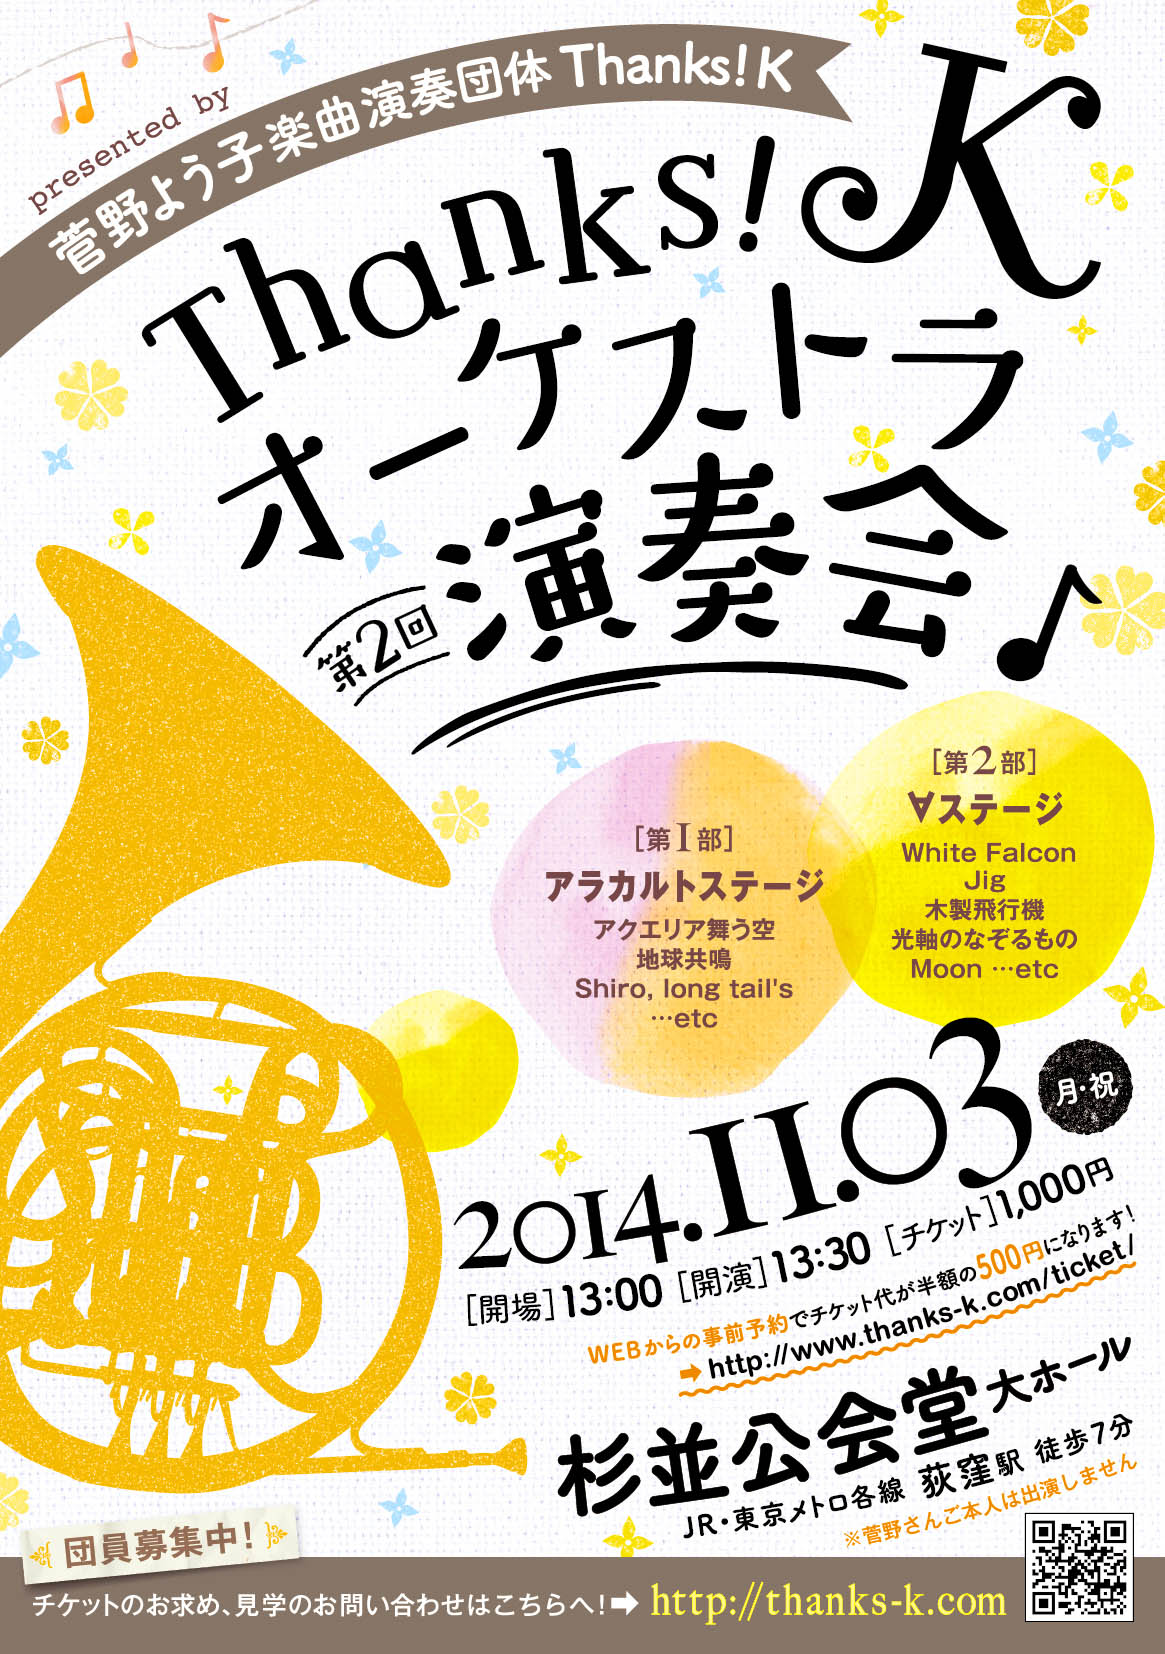 presented by
菅野よう子楽曲演奏団体 Thanks! K
Thanks! K
オーケストラ
第2回 演奏会
[第1部]
アラカルトステージ
アクエリア舞う空
地球共鳴
Shiro, long tail's
…etc
[第2部]
∀ステージ
White Falcon
Jig
木製飛行機
光軸のなぞるもの
Moon …etc
2014.11.03 月・祝
[開場]13:00 [開演]13:30 [チケット]1,000円
WEBからの事前予約でチケット代が半額の500円になります!
➡ http://www.thanks-k.com/ticket/
杉並公会堂 大ホール
JR・東京メトロ各線 荻窪駅 徒歩7分
※菅野さんご本人は出演しません
団員募集中!
チケットのお求め、見学のお問い合わせはこちらへ!➡ http://thanks-k.com